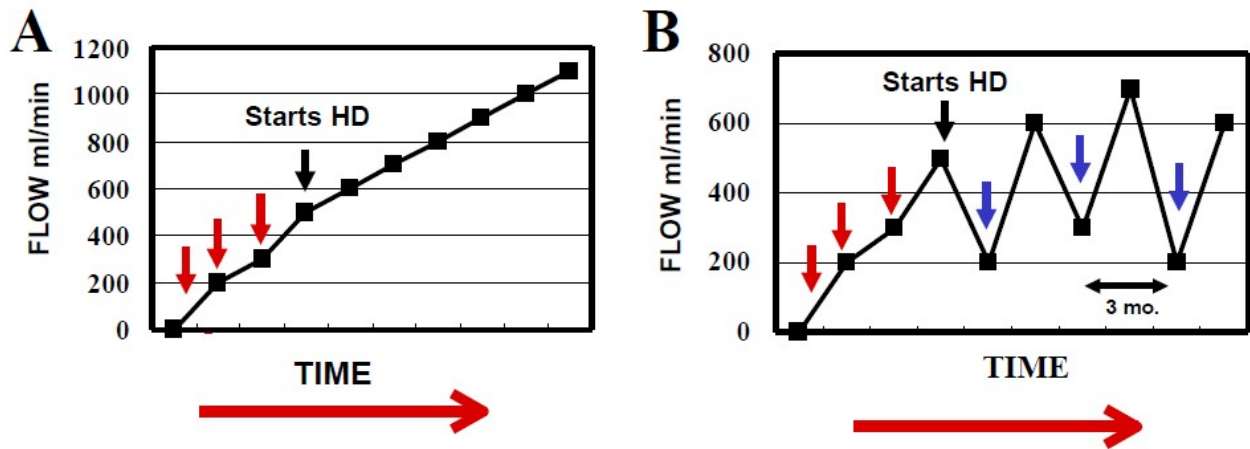 A
1200
1000
800
600
400
200
0
FLOW ml/min
Starts HD
TIME
B
800
600
400
200
0
FLOW ml/min
Starts HD
3 mo.
TIME